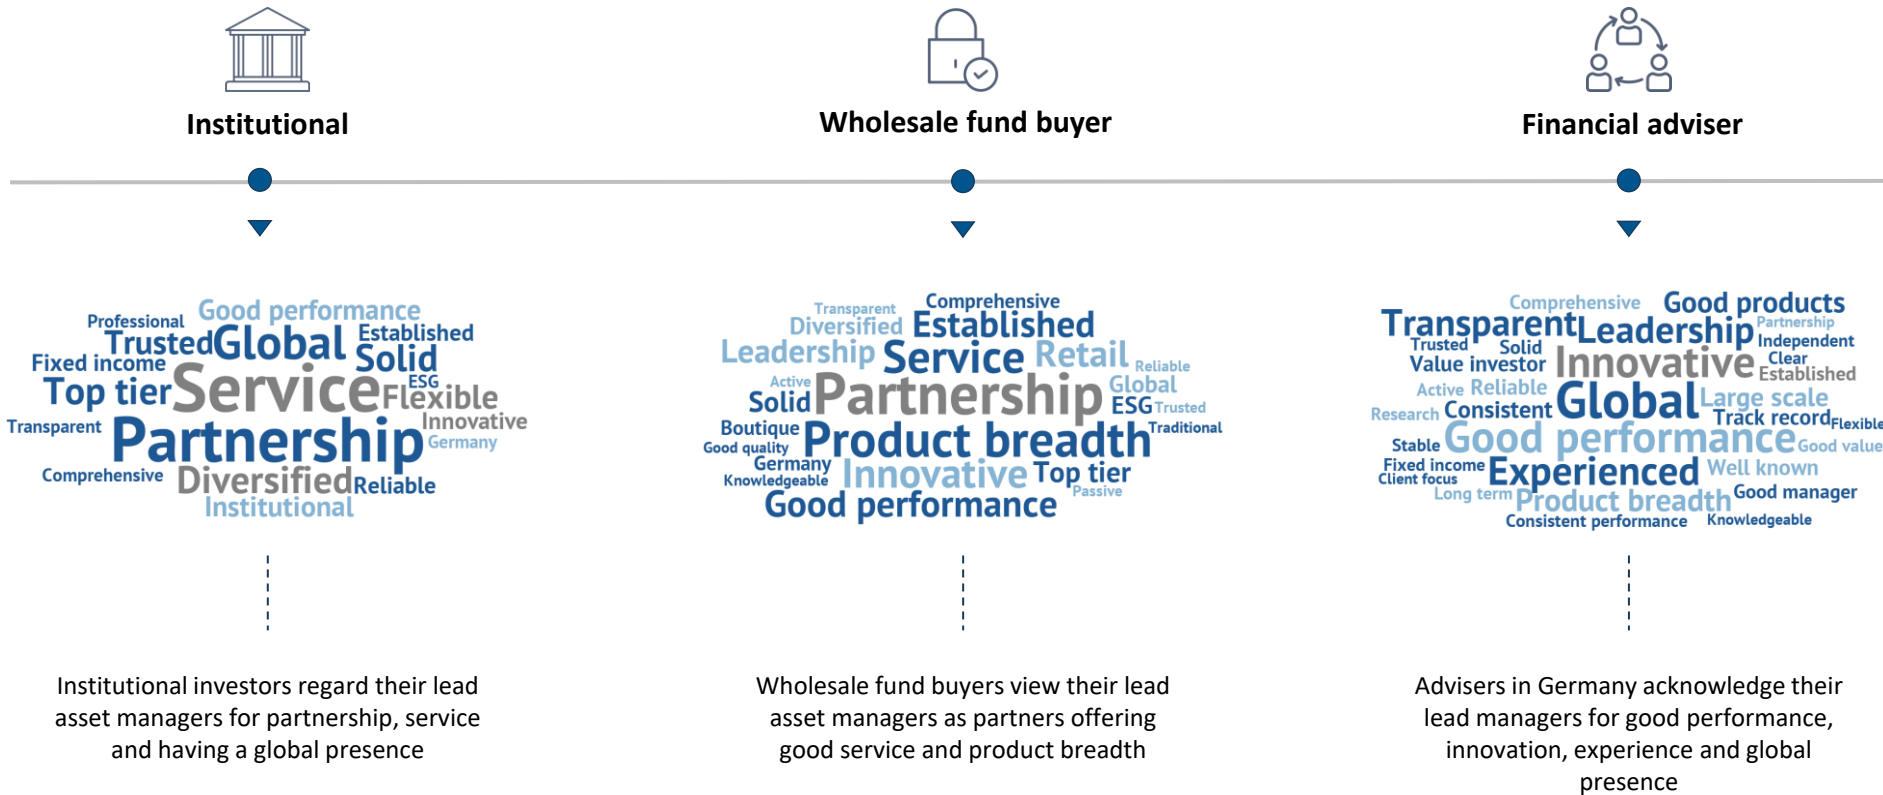 Institutional
Wholesale fund buyer
Financial adviser
Good performance
Professional
Trusted Global Established
Fixed income Solid
Top tier Service ESG
Flexible
Innovative
Transparent Partnership Germany
Comprehensive Diversified Reliable
Institutional
Transparent Comprehensive
Diversified Established
Leadership Service Retail Reliable
Active Partnership Global
Solid ESG Trusted
Boutique Product breadth Traditional
Good quality
Germany Innovative Top tier
Knowledgeable Passive
Good performance
Comprehensive Good products
Transparent Leadership Partnership
Trusted Solid Independent
Value investor Innovative Clear
Established
Active Reliable Global Large scale
Research Consistent Track record Flexible
Stable Good performance Good value
Fixed income Experienced Well known
Client focus
Long term Product breadth Good manager
Consistent performance Knowledgeable
Institutional investors regard their lead
asset managers for partnership, service
and having a global presence
Wholesale fund buyers view their lead
asset managers as partners offering
good service and product breadth
Advisers in Germany acknowledge their
lead managers for good performance,
innovation, experience and global
presence